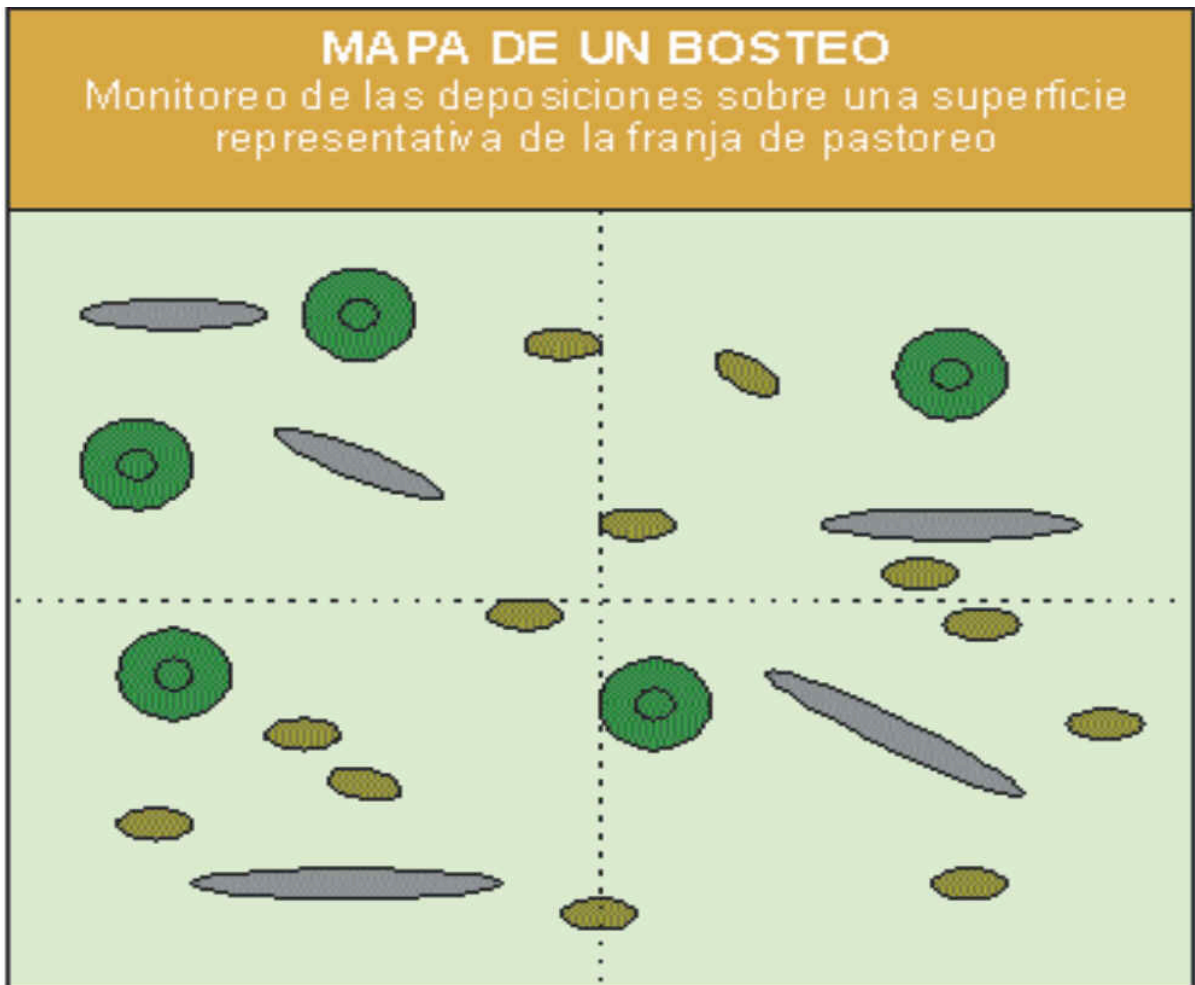 MAPA DE UN BOSTEO
Monitoreo de las deposiciones sobre una superficie
representativa de la franja de pastoreo